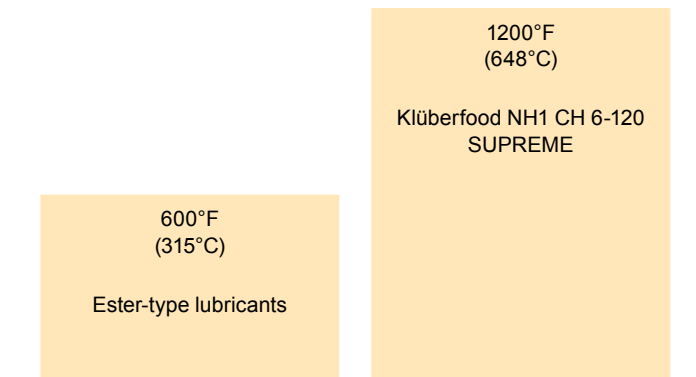 1200°F
(648°C)
Klüberfood NH1 CH 6-120
SUPREME
600°F
(315°C)
Ester-type lubricants